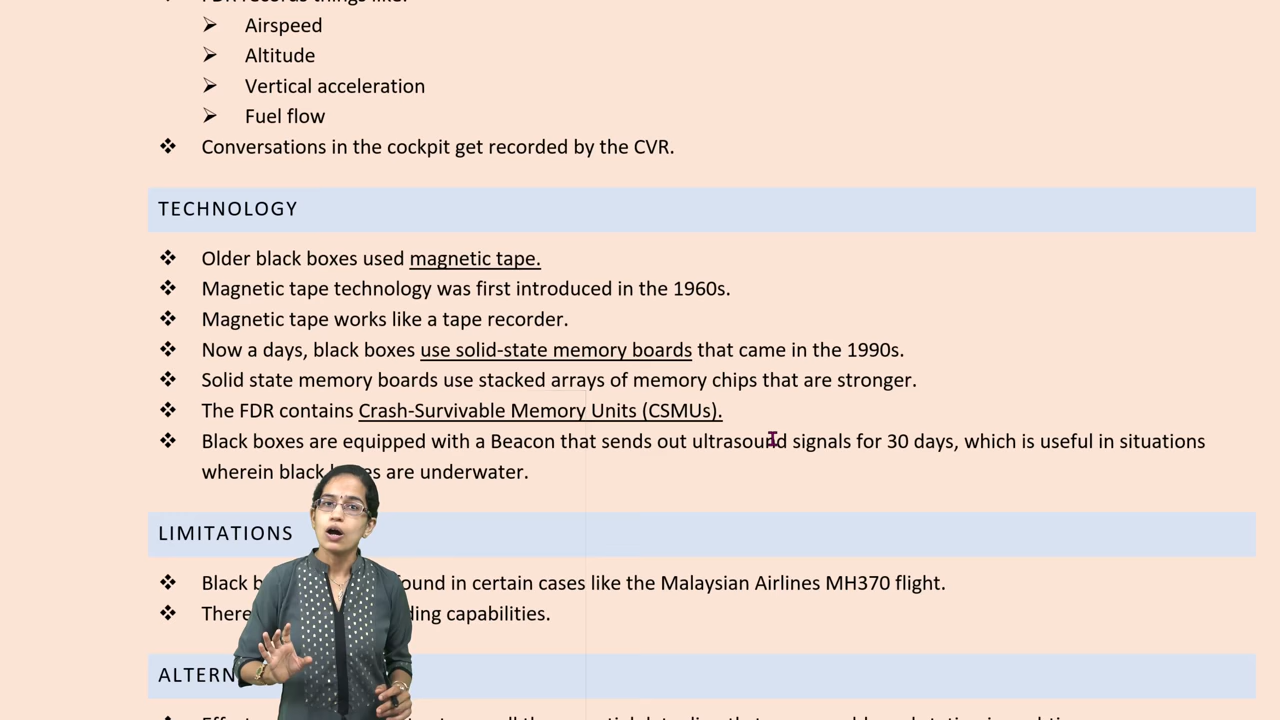 FDR records things like:
➢ Airspeed
➢ Altitude
➢ Vertical acceleration
➢ Fuel flow
❖ Conversations in the cockpit get recorded by the CVR.
TECHNOLOGY
❖ Older black boxes used magnetic tape.
❖ Magnetic tape technology was first introduced in the 1960s.
❖ Magnetic tape works like a tape recorder.
❖ Now a days, black boxes use solid-state memory boards that came in the 1990s.
❖ Solid state memory boards use stacked arrays of memory chips that are stronger.
❖ The FDR contains Crash-Survivable Memory Units (CSMUs).
❖ Black boxes are equipped with a Beacon that sends out ultrasound signals for 30 days, which is useful in situations
wherein black are underwater.
LIMITATIONS
❖ Black found in certain cases like the Malaysian Airlines MH370 flight.
❖ There capabilities.